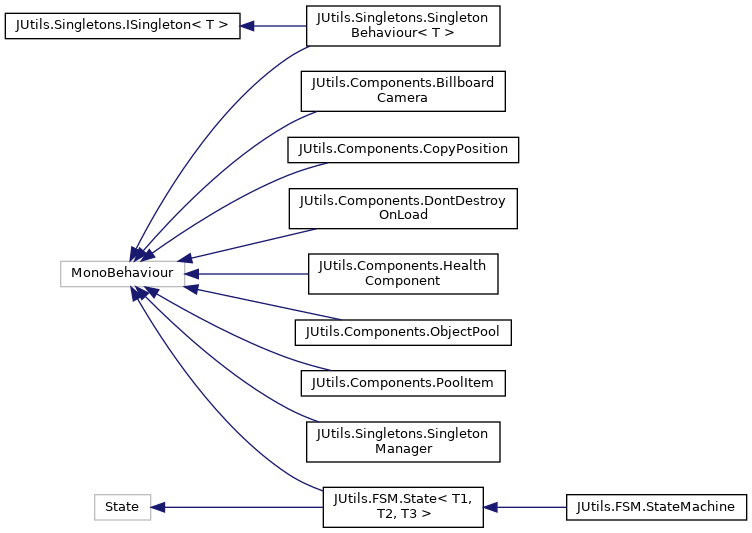 JUtils.Singletons.ISingleton< T >
JUtils.Singletons.Singleton
Behaviour< T >
JUtils.Components.Billboard
Camera
JUtils.Components.CopyPosition
JUtils.Components.DontDestroy
OnLoad
MonoBehaviour
JUtils.Components.Health
Component
JUtils.Components.ObjectPool
JUtils.Components.PoolItem
JUtils.Singletons.Singleton
Manager
State
JUtils.FSM.State< T1,
T2, T3 >
JUtils.FSM.StateMachine